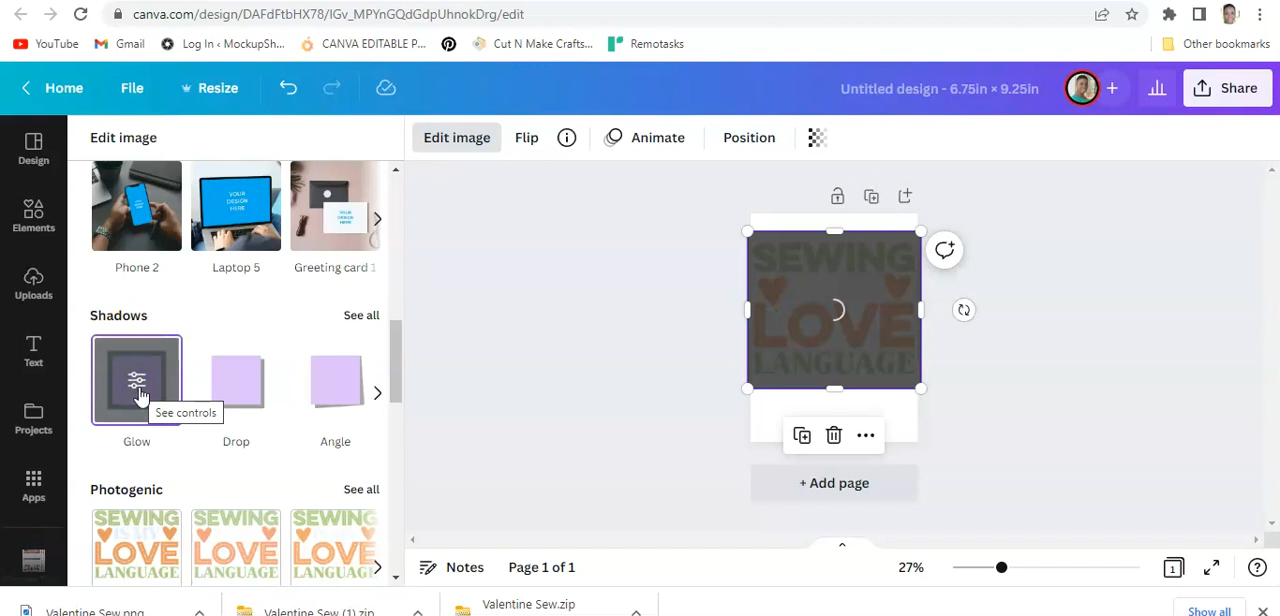 canva.com/design/DAFdFtbHX78/IGv_MPYnGQdGdpUhnokDrg/edit
YouTube Gmail Log In ‹ MockupSh... CANVA EDITABLE P... Cut N Make Crafts... Remotasks Other bookmarks
Home File Resize Untitled design - 6.75in × 9.25in Share
Design
Elements
Uploads
Text
Projects
Apps
Edit image
YOUR DESIGN HERE
YOUR DESIGN HERE
Phone 2 Laptop 5 Greeting card 1
Shadows See all
See controls
Glow Drop Angle
Photogenic See all
SEWING
LOVE
LANGUAGE
SEWING
LOVE
LANGUAGE
SEWING
LOVE
LANGUAGE
Edit image Flip Animate Position
SEWING
LOVE
LANGUAGE
+ Add page
Notes Page 1 of 1 27% 1
Valentine Sew.png Valentine Sew (1).zip Valentine Sew.zip Show all